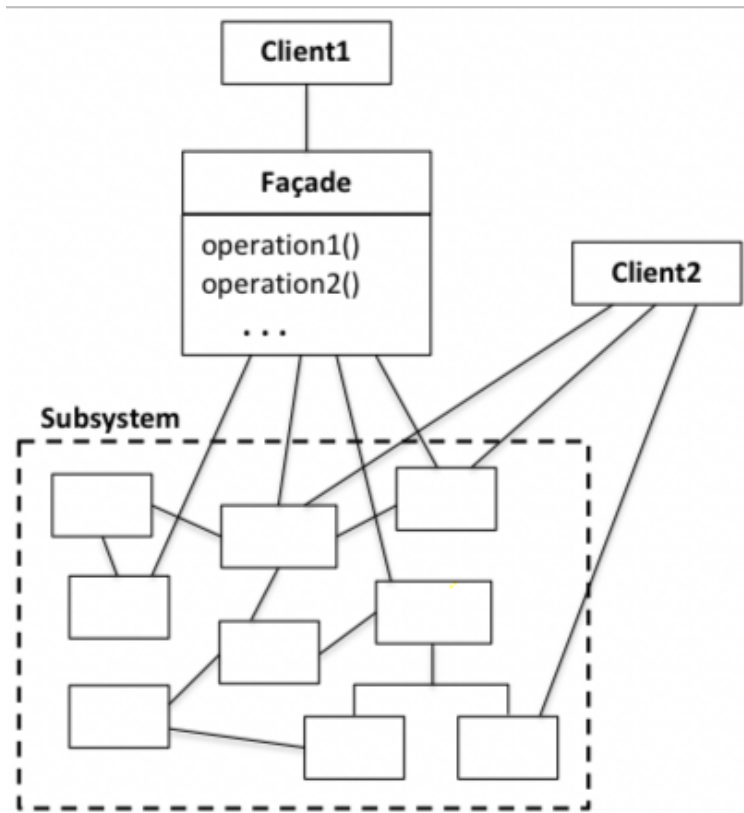 Client1
Façade
operation1()
operation2()
...
Client2
Subsystem